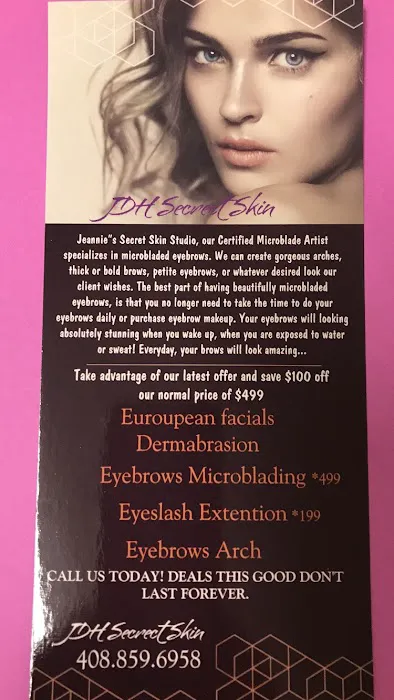 JDH Secrect Skin
Jeannie"s Secret Skin Studio, our Certified Microblade Artist
specializes in microbladed eyebrows. We can create gorgeous arches,
thick or bold brows, petite eyebrows, or whatever desired look our
client wishes. The best part of having beautifully microbladed
eyebrows, is that you no longer need to take the time to do your
eyebrows daily or purchase eyebrow makeup. Your eyebrows will looking
absolutely stunning when you wake up, when you are exposed to water
or sweat! Everyday, your brows will look amazing...
Take advantage of our latest offer and save $100 off
our normal price of $499
Euroupean facials
Dermabrasion
Eyebrows Microblading *499
Eyeslash Extention *199
Eyebrows Arch
CALL US TODAY! DEALS THIS GOOD DON'T
LAST FOREVER.
JDH Secrect Skin
408.859.6958